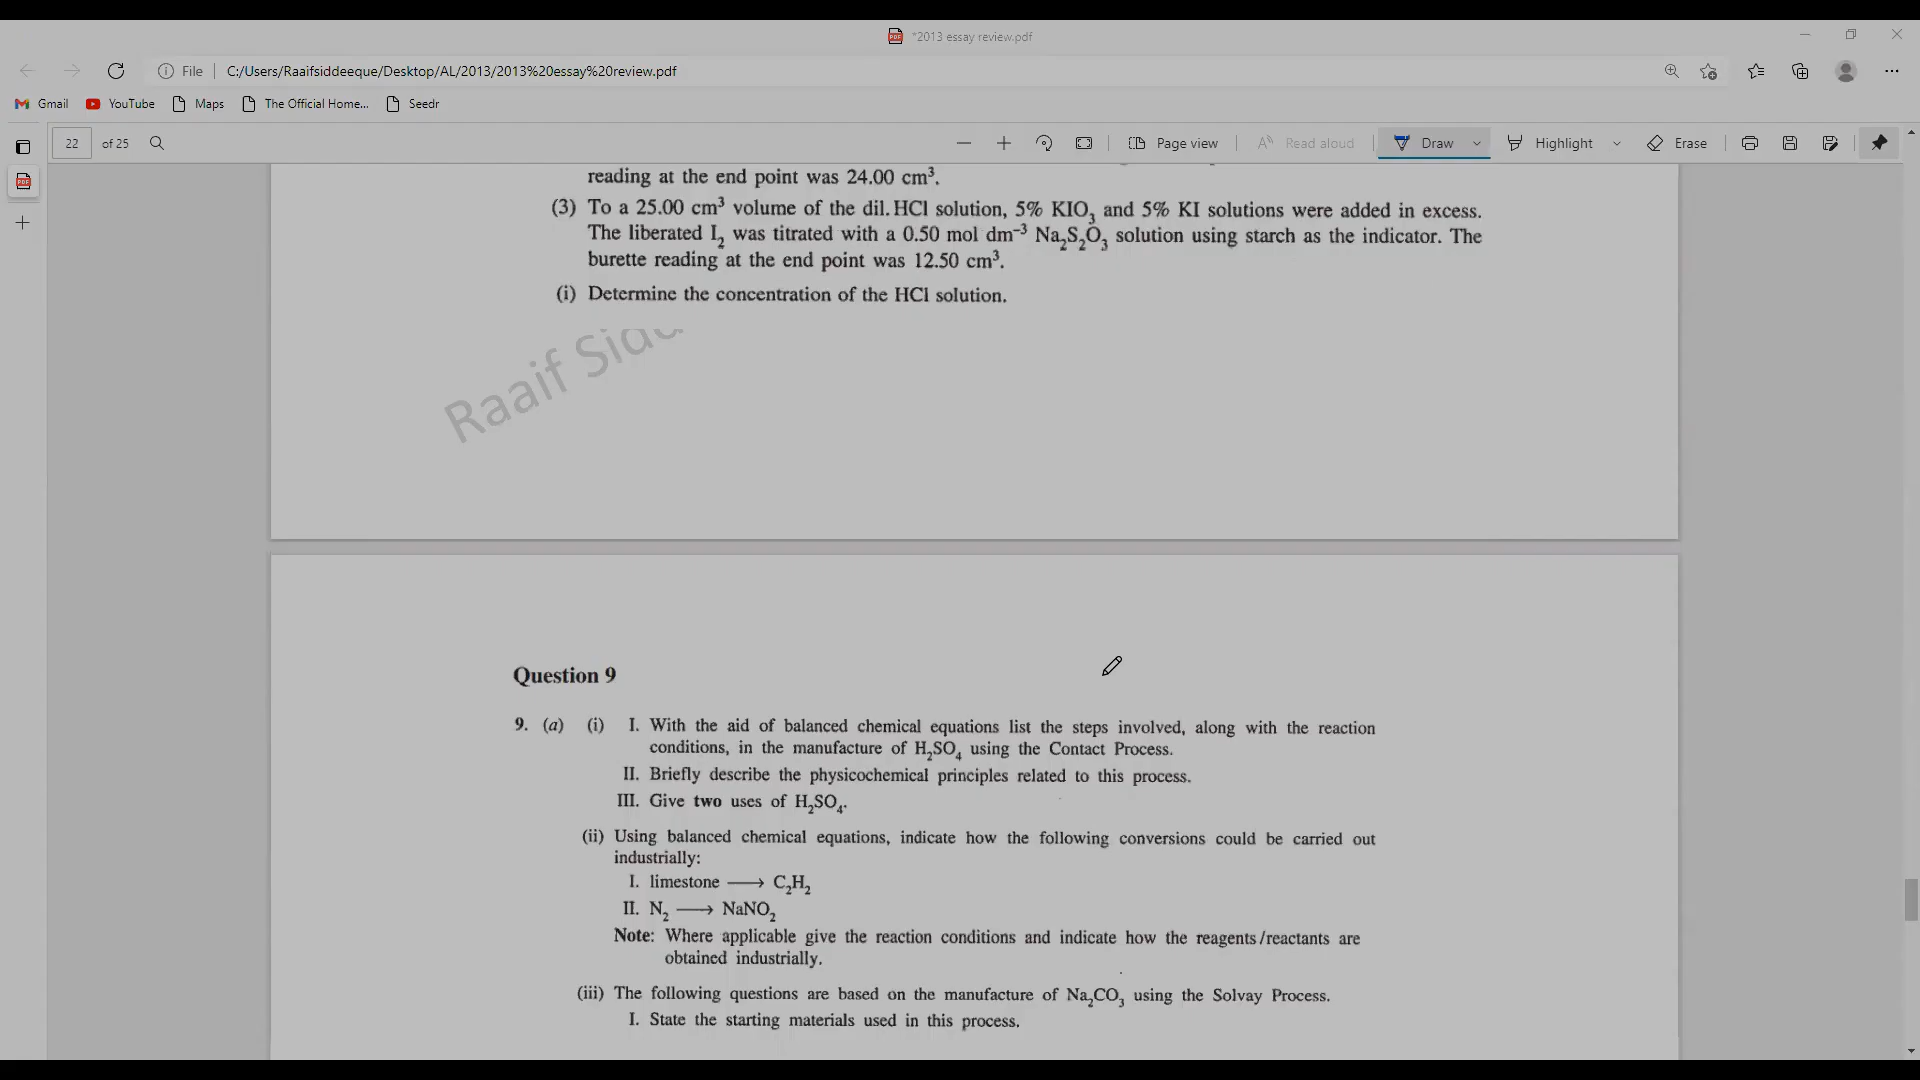 *2013 essay review.pdf
File C:/Users/Raaifsiddeeque/Desktop/AL/2013/2013%20essay%20review.pdf
Gmail YouTube Maps The Official Home... Seedr
22 of 25 Page view Read aloud Draw Highlight Erase
reading at the end point was 24.00 cm³.
(3) To a 25.00 cm³ volume of the dil. HCl solution, 5% KIO₃ and 5% KI solutions were added in excess.
The liberated I₂ was titrated with a 0.50 mol dm⁻³ Na₂S₂O₃ solution using starch as the indicator. The
burette reading at the end point was 12.50 cm³.
(i) Determine the concentration of the HCl solution.
Raaif
Question 9
9. (a) (i) I. With the aid of balanced chemical equations list the steps involved, along with the reaction
conditions, in the manufacture of H₂SO₄ using the Contact Process.
II. Briefly describe the physicochemical principles related to this process.
III. Give two uses of H₂SO₄.
(ii) Using balanced chemical equations, indicate how the following conversions could be carried out
industrially:
I. limestone ⟶ C₂H₂
II. N₂ ⟶ NaNO₂
Note: Where applicable give the reaction conditions and indicate how the reagents/reactants are
obtained industrially.
(iii) The following questions are based on the manufacture of Na₂CO₃ using the Solvay Process.
I. State the starting materials used in this process.